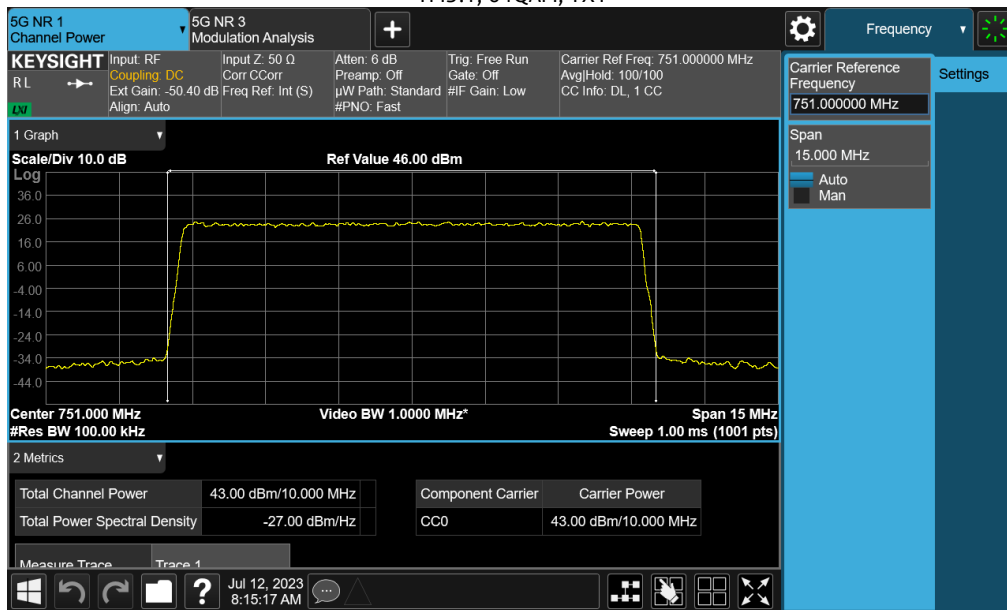 5G NR 1
Channel Power
5G NR 3
Modulation Analysis
Frequency
KEYSIGHT
RL
LXI
Input: RF
Coupling: DC
Ext Gain: -50.40 dB
Align: Auto
Input Z: 50 Ω
Corr CCorr
Freq Ref: Int (S)
Atten: 6 dB
Preamp: Off
µW Path: Standard
#PNO: Fast
Trig: Free Run
Gate: Off
#IF Gain: Low
Carrier Ref Freq: 751.000000 MHz
Avg|Hold: 100/100
CC Info: DL, 1 CC
Carrier Reference
Frequency
751.000000 MHz
Settings
Span
15.000 MHz
Auto
Man
1 Graph
Scale/Div 10.0 dB
Ref Value 46.00 dBm
Log
36.0
26.0
16.0
6.00
-4.00
-14.0
-24.0
-34.0
-44.0
Center 751.000 MHz
Video BW 1.0000 MHz*
Span 15 MHz
#Res BW 100.00 kHz
Sweep 1.00 ms (1001 pts)
2 Metrics
Total Channel Power 43.00 dBm/10.000 MHz
Total Power Spectral Density -27.00 dBm/Hz
Component Carrier Carrier Power
CC0 43.00 dBm/10.000 MHz
Measure Trace Trace 1
?
Jul 12, 2023
8:15:17 AM